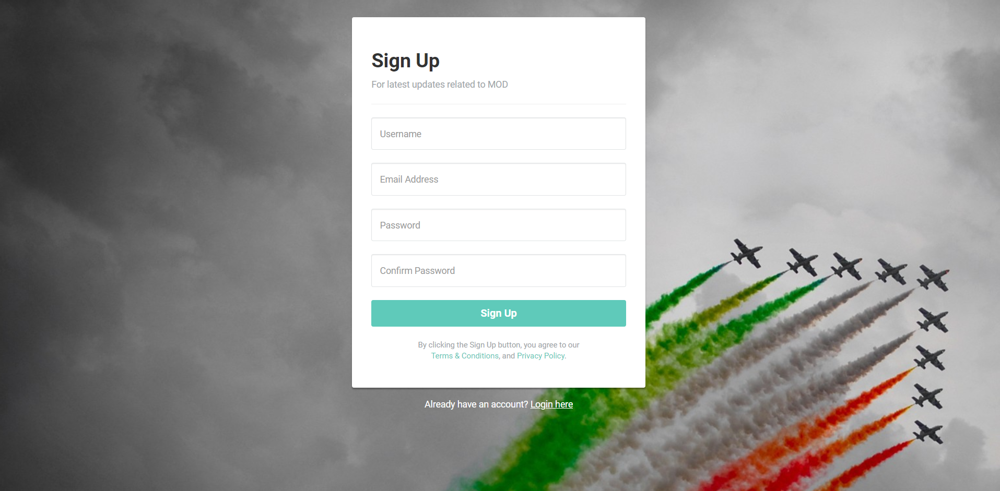 Sign Up
For latest updates related to MOD
Username
Email Address
Password
Confirm Password
Sign Up
By clicking the Sign Up button, you agree to our
Terms & Conditions, and Privacy Policy.
Already have an account? Login here